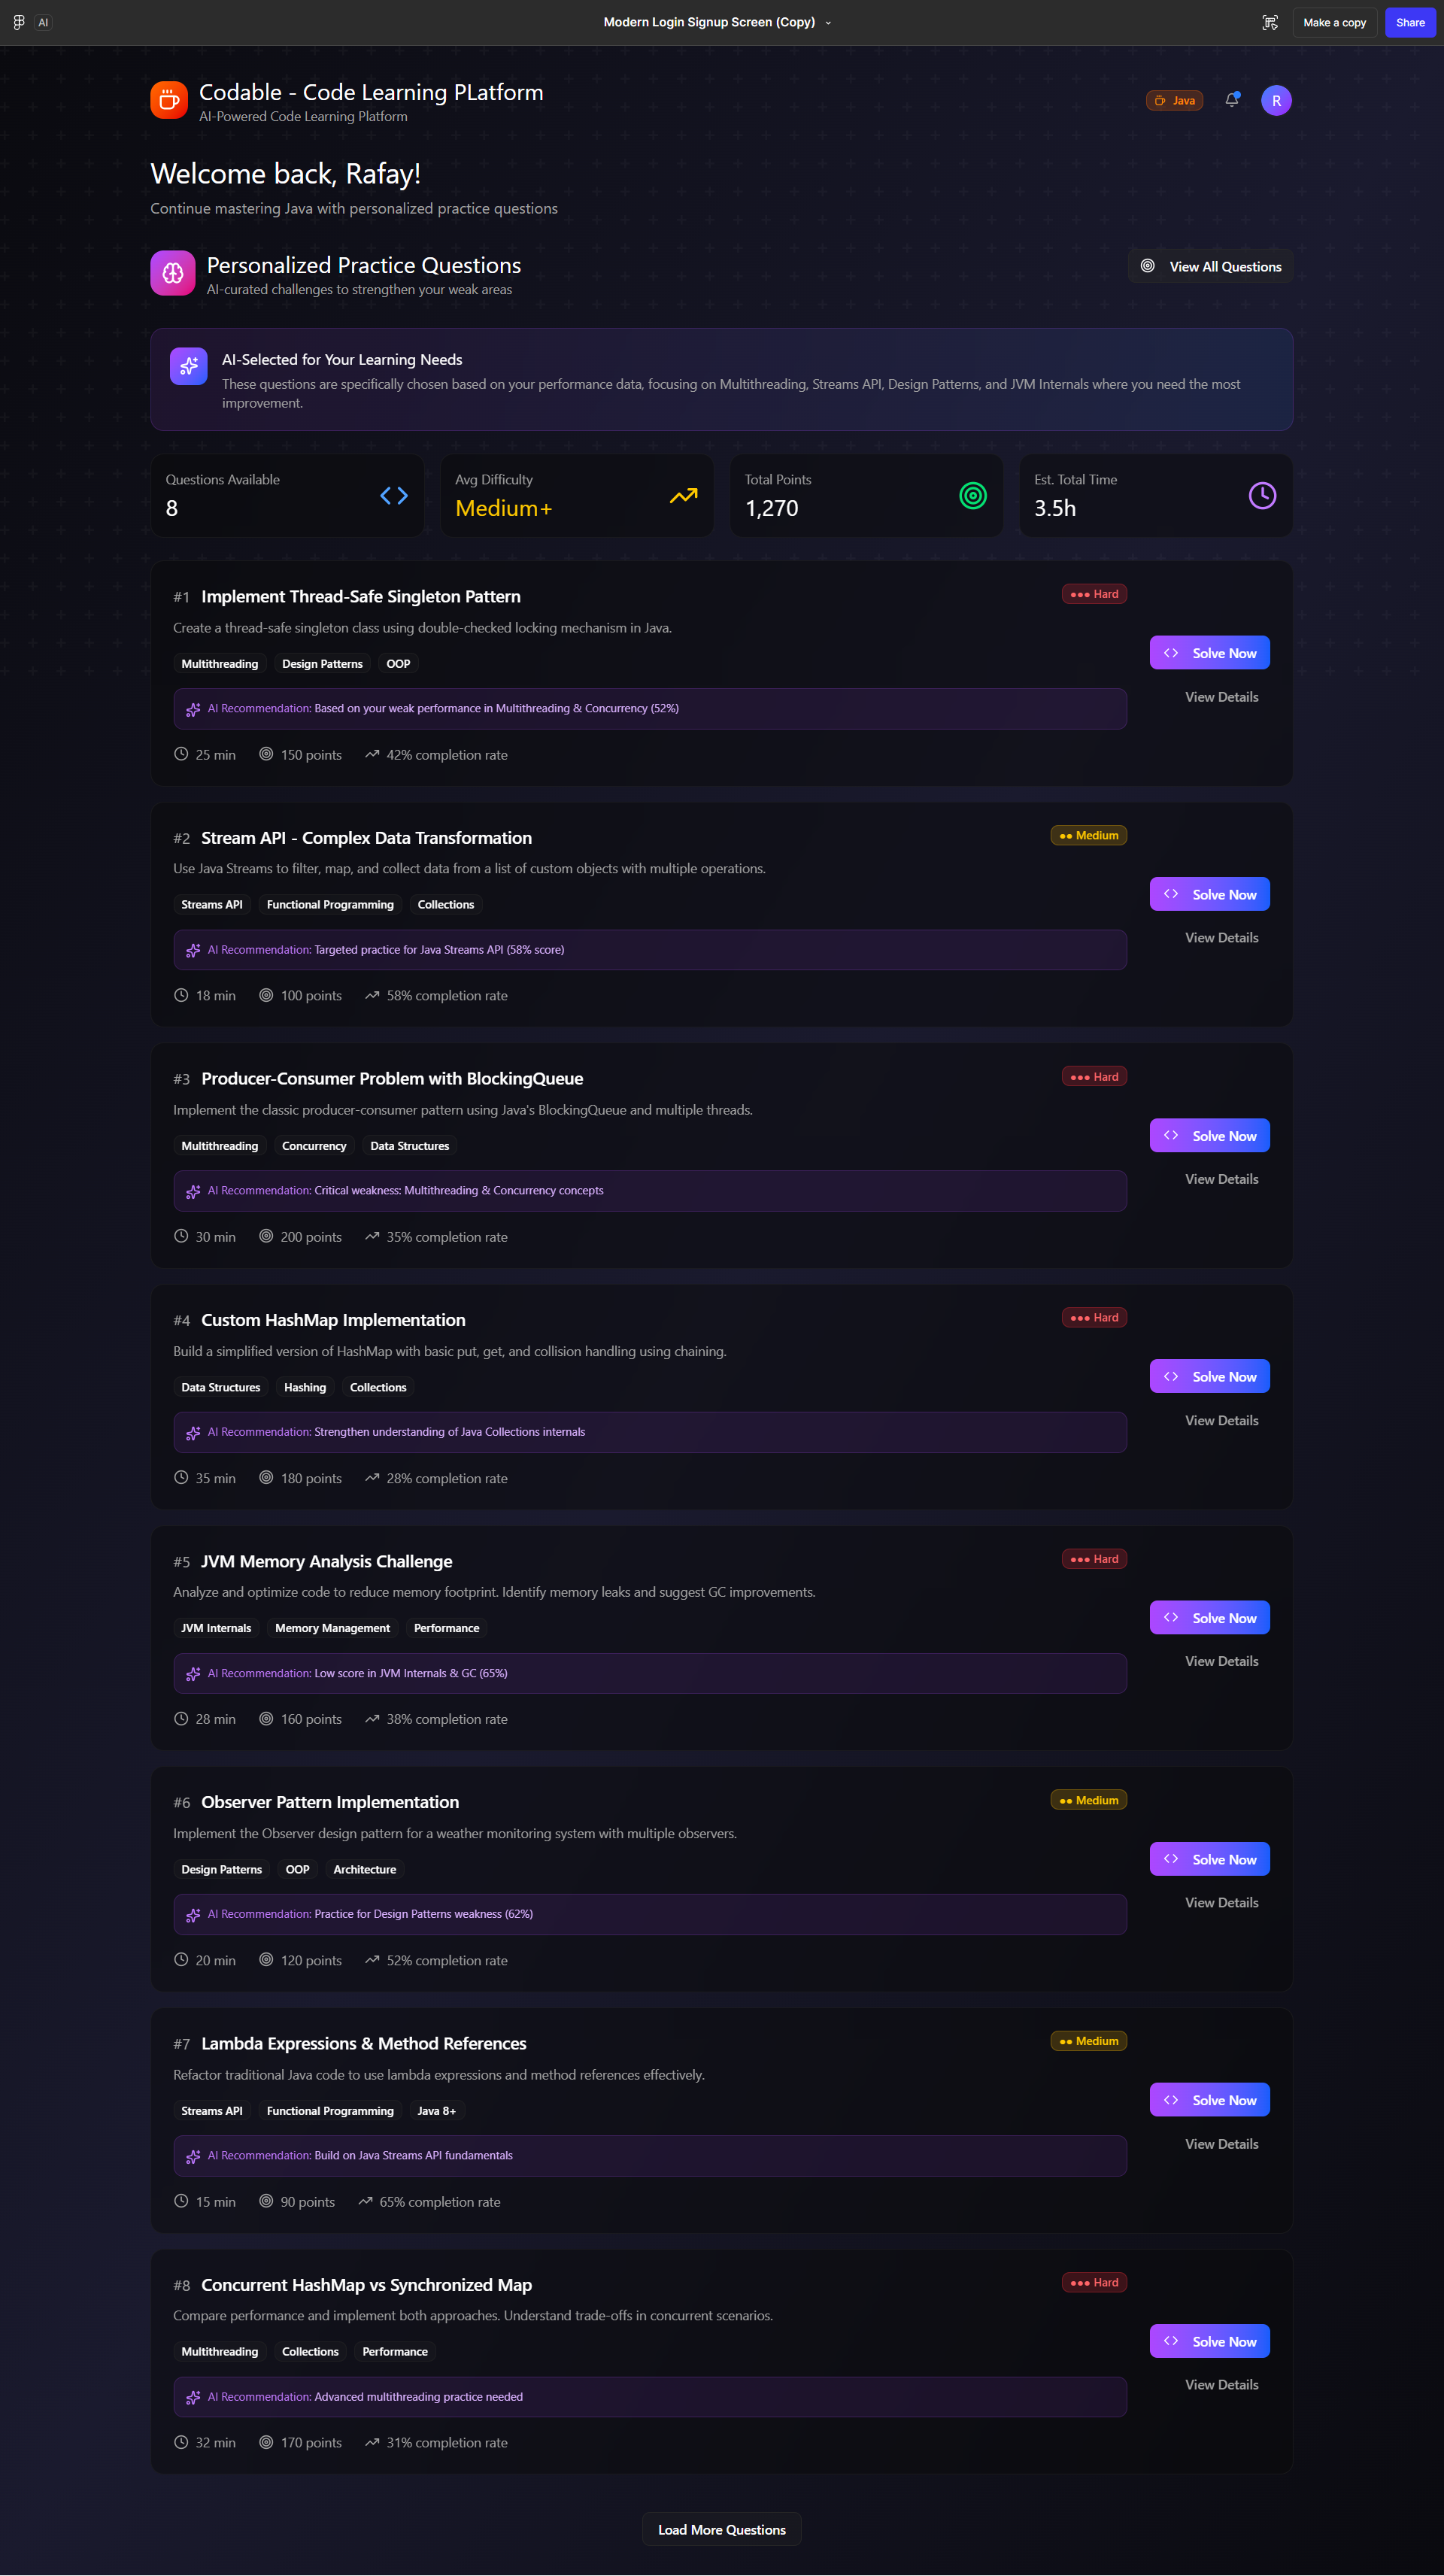 AI
Modern Login Signup Screen (Copy)
Make a copy
Share
Codable - Code Learning PLatform
AI-Powered Code Learning Platform
Java
R
Welcome back, Rafay!
Continue mastering Java with personalized practice questions
Personalized Practice Questions
AI-curated challenges to strengthen your weak areas
View All Questions
AI-Selected for Your Learning Needs
These questions are specifically chosen based on your performance data, focusing on Multithreading, Streams API, Design Patterns, and JVM Internals where you need the most
improvement.
Questions Available
8
Avg Difficulty
Medium+
Total Points
1,270
Est. Total Time
3.5h
#1 Implement Thread-Safe Singleton Pattern
●●● Hard
Create a thread-safe singleton class using double-checked locking mechanism in Java.
Multithreading Design Patterns OOP
AI Recommendation: Based on your weak performance in Multithreading & Concurrency (52%)
25 min 150 points 42% completion rate
Solve Now
View Details
#2 Stream API - Complex Data Transformation
●● Medium
Use Java Streams to filter, map, and collect data from a list of custom objects with multiple operations.
Streams API Functional Programming Collections
AI Recommendation: Targeted practice for Java Streams API (58% score)
18 min 100 points 58% completion rate
Solve Now
View Details
#3 Producer-Consumer Problem with BlockingQueue
●●● Hard
Implement the classic producer-consumer pattern using Java's BlockingQueue and multiple threads.
Multithreading Concurrency Data Structures
AI Recommendation: Critical weakness: Multithreading & Concurrency concepts
30 min 200 points 35% completion rate
Solve Now
View Details
#4 Custom HashMap Implementation
●●● Hard
Build a simplified version of HashMap with basic put, get, and collision handling using chaining.
Data Structures Hashing Collections
AI Recommendation: Strengthen understanding of Java Collections internals
35 min 180 points 28% completion rate
Solve Now
View Details
#5 JVM Memory Analysis Challenge
●●● Hard
Analyze and optimize code to reduce memory footprint. Identify memory leaks and suggest GC improvements.
JVM Internals Memory Management Performance
AI Recommendation: Low score in JVM Internals & GC (65%)
28 min 160 points 38% completion rate
Solve Now
View Details
#6 Observer Pattern Implementation
●● Medium
Implement the Observer design pattern for a weather monitoring system with multiple observers.
Design Patterns OOP Architecture
AI Recommendation: Practice for Design Patterns weakness (62%)
20 min 120 points 52% completion rate
Solve Now
View Details
#7 Lambda Expressions & Method References
●● Medium
Refactor traditional Java code to use lambda expressions and method references effectively.
Streams API Functional Programming Java 8+
AI Recommendation: Build on Java Streams API fundamentals
15 min 90 points 65% completion rate
Solve Now
View Details
#8 Concurrent HashMap vs Synchronized Map
●●● Hard
Compare performance and implement both approaches. Understand trade-offs in concurrent scenarios.
Multithreading Collections Performance
AI Recommendation: Advanced multithreading practice needed
32 min 170 points 31% completion rate
Solve Now
View Details
Load More Questions